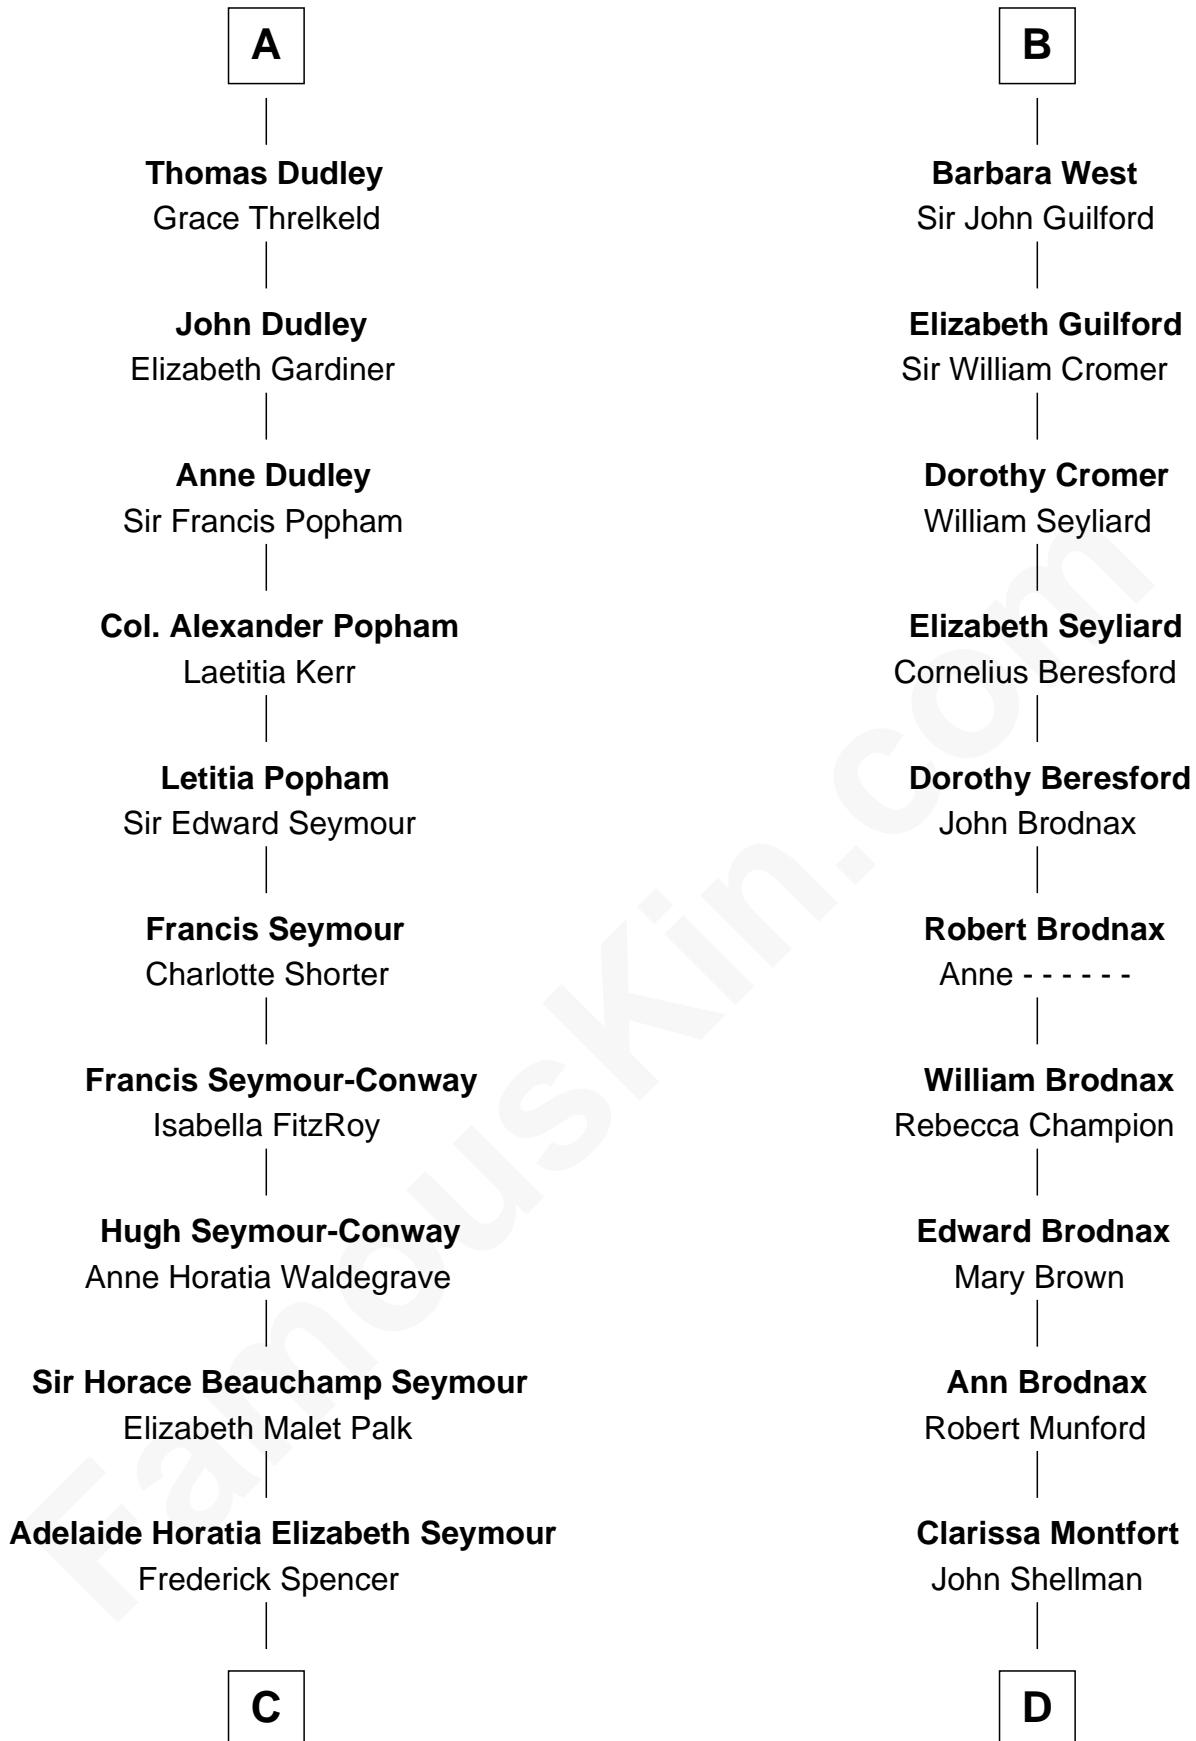 A
Thomas Dudley
Grace Threlkeld
John Dudley
Elizabeth Gardiner
Anne Dudley
Sir Francis Popham
Col. Alexander Popham
Laetitia Kerr
Letitia Popham
Sir Edward Seymour
Francis Seymour
Charlotte Shorter
Francis Seymour-Conway
Isabella FitzRoy
Hugh Seymour-Conway
Anne Horatia Waldegrave
Sir Horace Beauchamp Seymour
Elizabeth Malet Palk
Adelaide Horatia Elizabeth Seymour
Frederick Spencer
C
B
Barbara West
Sir John Guilford
Elizabeth Guilford
Sir William Cromer
Dorothy Cromer
William Seyliard
Elizabeth Seyliard
Cornelius Beresford
Dorothy Beresford
John Brodnax
Robert Brodnax
Anne - - - - - -
William Brodnax
Rebecca Champion
Edward Brodnax
Mary Brown
Ann Brodnax
Robert Munford
Clarissa Montfort
John Shellman
D
FamousKin.com